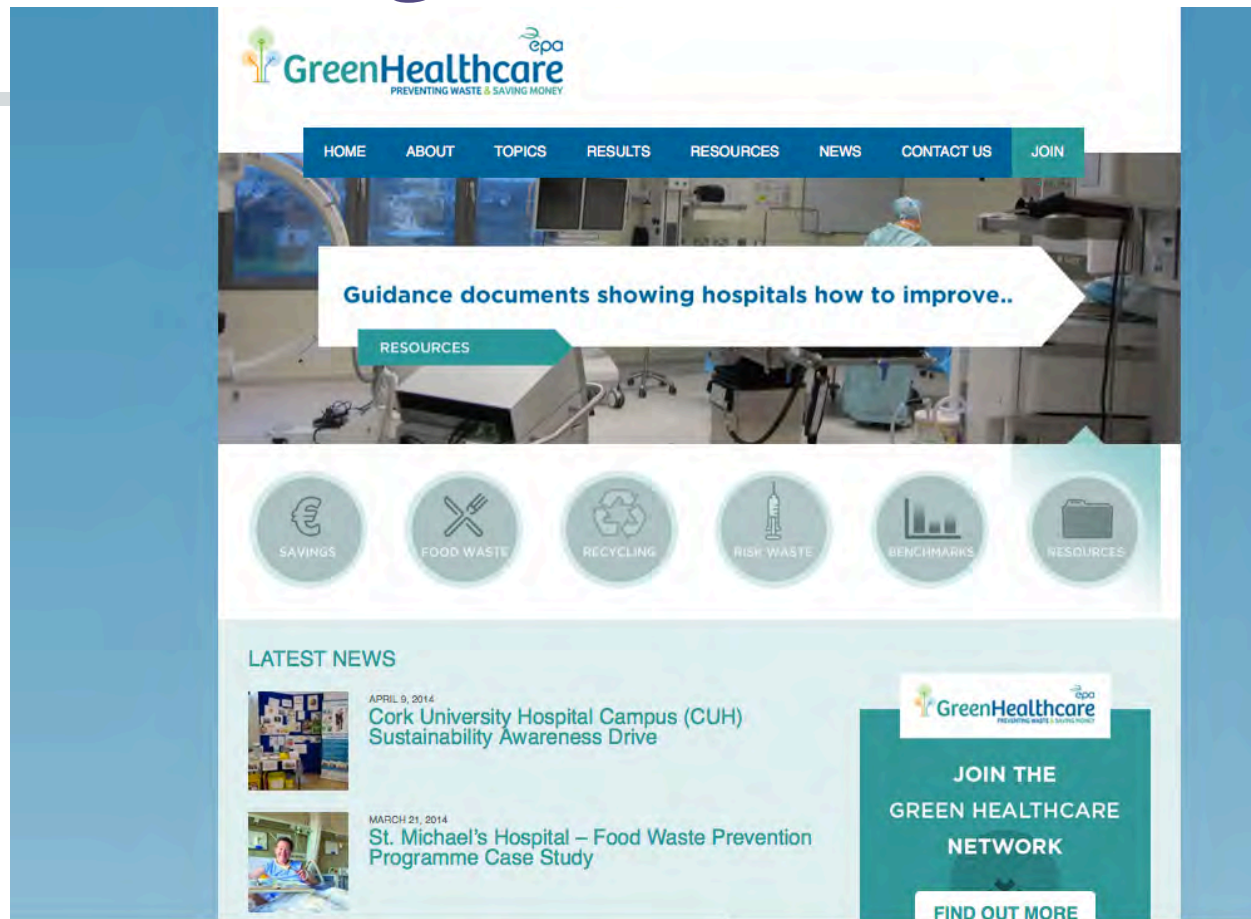 epa
GreenHealthcare
PREVENTING WASTE & SAVING MONEY
HOME ABOUT TOPICS RESULTS RESOURCES NEWS CONTACT US JOIN
Guidance documents showing hospitals how to improve..
RESOURCES
SAVINGS FOOD WASTE RECYCLING RISK WASTE BENCHMARKS RESOURCES
LATEST NEWS
APRIL 9, 2014
Cork University Hospital Campus (CUH)
Sustainability Awareness Drive
MARCH 21, 2014
St. Michael's Hospital – Food Waste Prevention
Programme Case Study
epa
GreenHealthcare
PREVENTING WASTE & SAVING MONEY
JOIN THE
GREEN HEALTHCARE
NETWORK
FIND OUT MORE